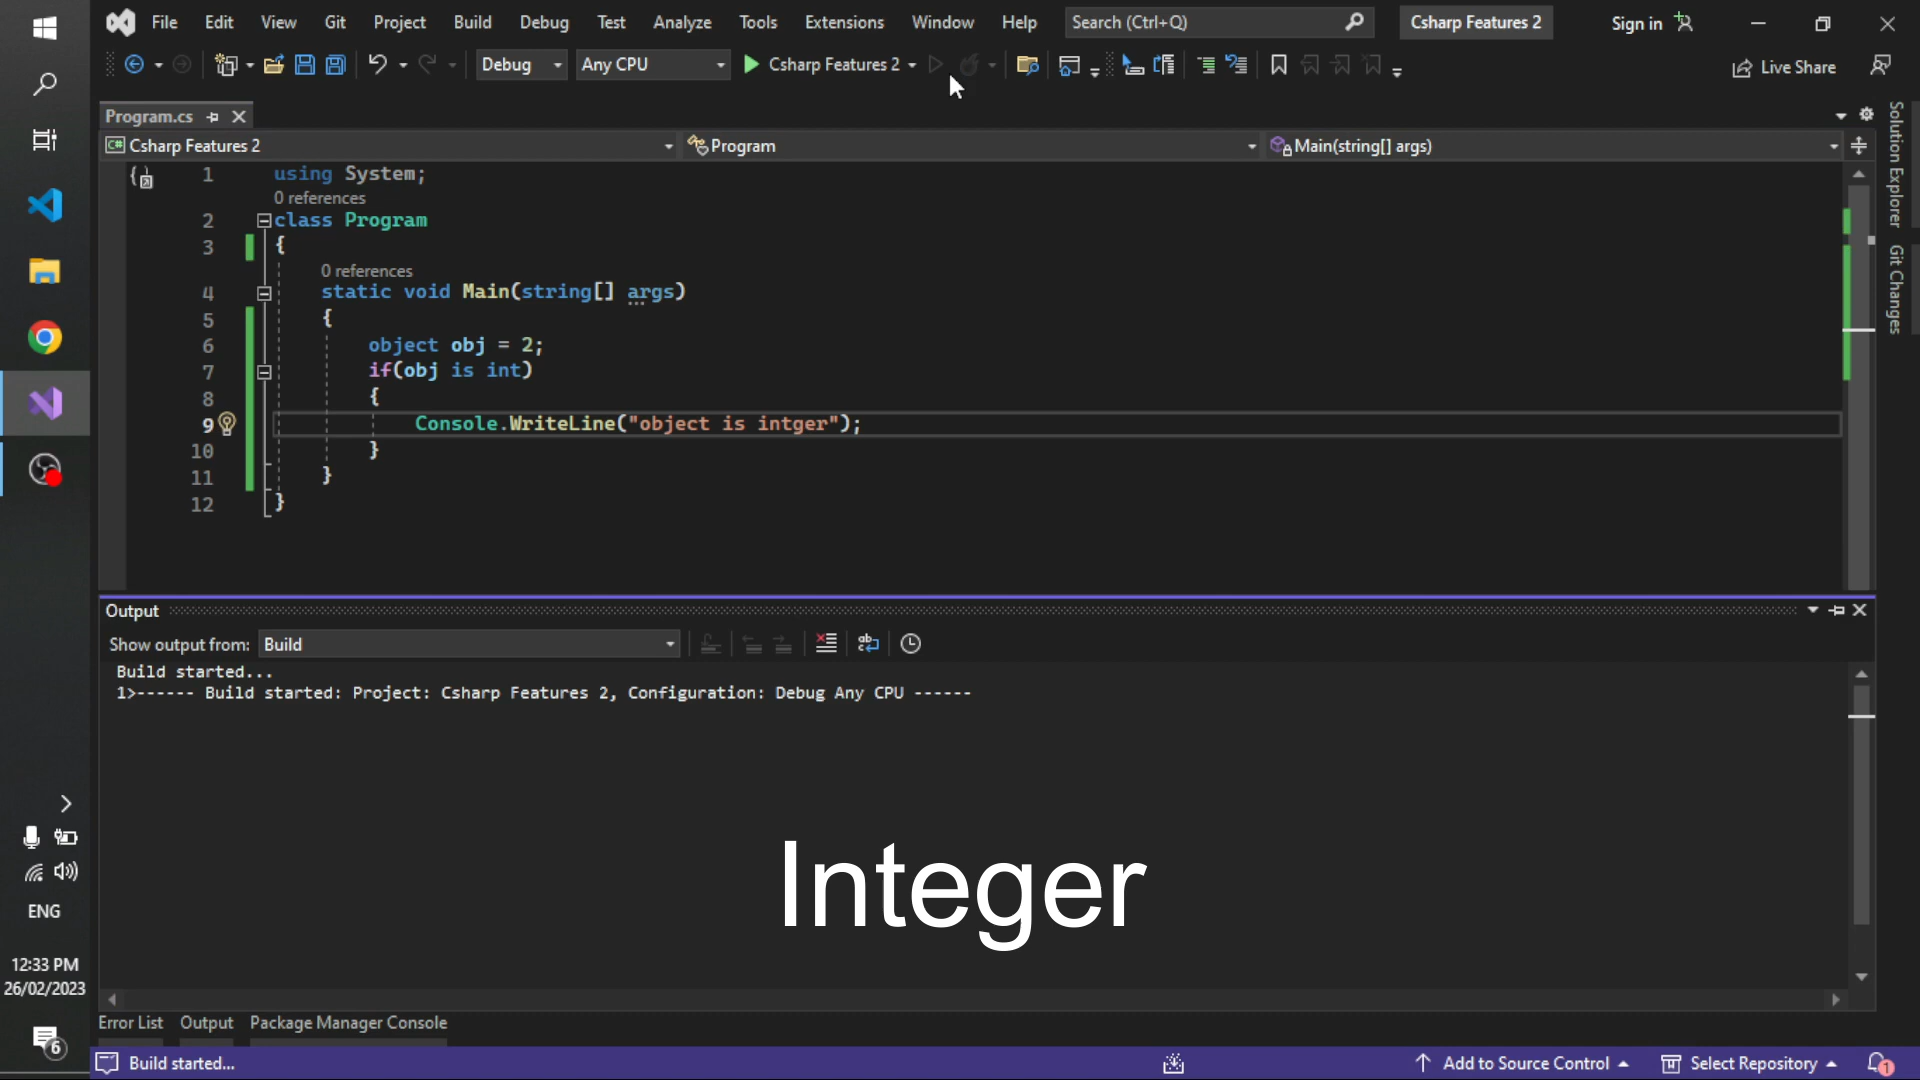 File Edit View Git Project Build Debug Test Analyze Tools Extensions Window Help Search (Ctrl+Q) Csharp Features 2 Sign in
Debug Any CPU Csharp Features 2 Live Share
Program.cs
C# Csharp Features 2 Program Main(string[] args)
Solution Explorer
Git Changes
1 using System;
0 references
2 class Program
3 {
0 references
4 static void Main(string[] args)
5 {
6 object obj = 2;
7 if(obj is int)
8 {
9 Console.WriteLine("object is intger");
10 }
11 }
12 }
Output
Show output from: Build
Build started...
1>------ Build started: Project: Csharp Features 2, Configuration: Debug Any CPU ------
Integer
ENG
12:33 PM
26/02/2023
6
Error List Output Package Manager Console
Build started... Add to Source Control Select Repository 1